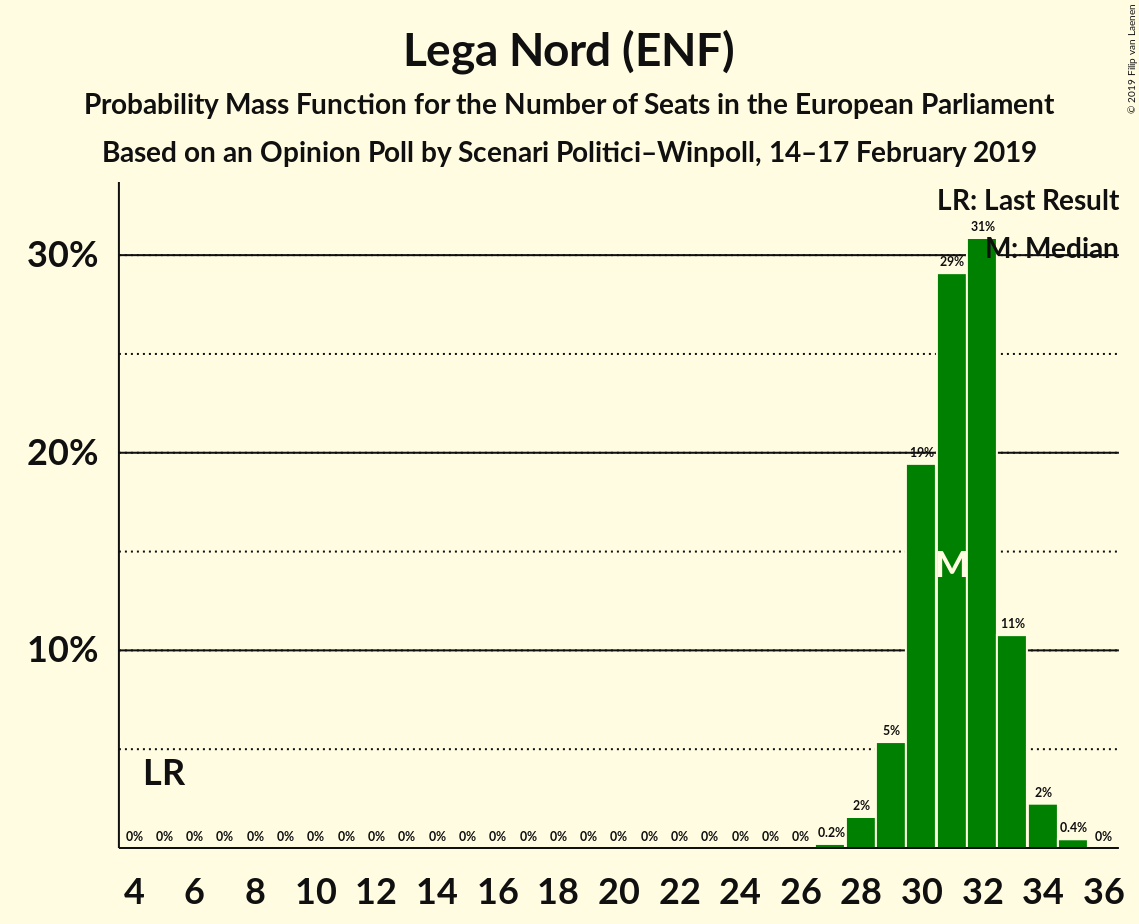 Lega Nord (ENF)
Probability Mass Function for the Number of Seats in the European Parliament
Based on an Opinion Poll by Scenari Politici–Winpoll, 14–17 February 2019
© 2019 Filip van Laenen
LR: Last Result
M: Median
30%
20%
10%
31%
29%
19%
M
11%
5%
LR
2%
2%
0% 0% 0% 0% 0% 0% 0% 0% 0% 0% 0% 0% 0% 0% 0% 0% 0% 0% 0% 0% 0% 0% 0% 0.2% 0.4% 0%
4 6 8 10 12 14 16 18 20 22 24 26 28 30 32 34 36